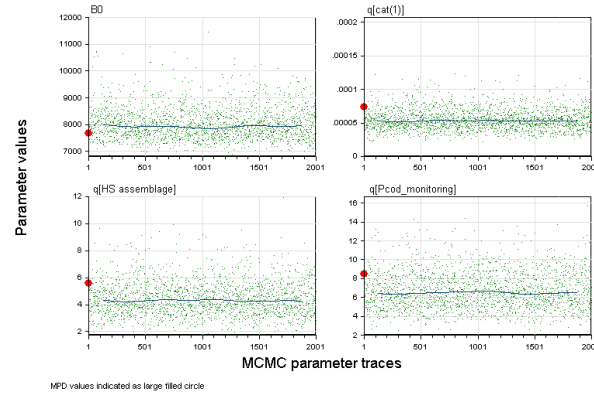 B0
12000
11000
10000
9000
8000
7000
1 501 1001 1501 2001
q[cat(1)]
.0002
.00015
.0001
.00005
0
1 501 1001 1501 2001
Parameter values
q[HS assemblage]
12
10
8
6
4
2
1 501 1001 1501 2001
q[Pcod_monitoring]
16
14
12
10
8
6
4
2
1 501 1001 1501 2001
MCMC parameter traces
MPD values indicated as large filled circle